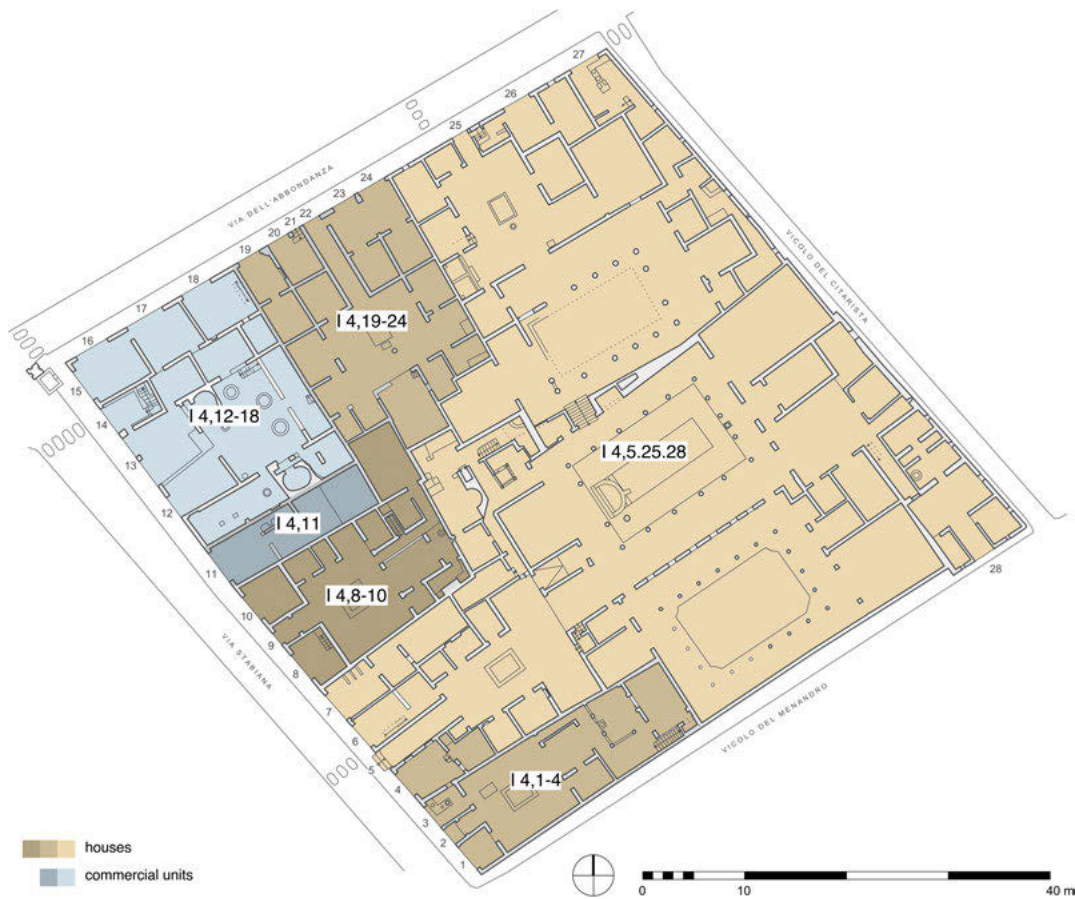 27
26
25
24
23
22
21
20
19
18
17
16
15
14
13
12
11
10
9
8
7
6
5
4
3
2
1
28
VIA DELL'ABBONDANZA
VICOLO DEL CITARISTA
VIA STABIANA
VICOLO DEL MENANDRO
I 4,19-24
I 4,12-18
I 4,5.25.28
I 4,11
I 4,8-10
I 4,1-4
houses
commercial units
0 10 40 m